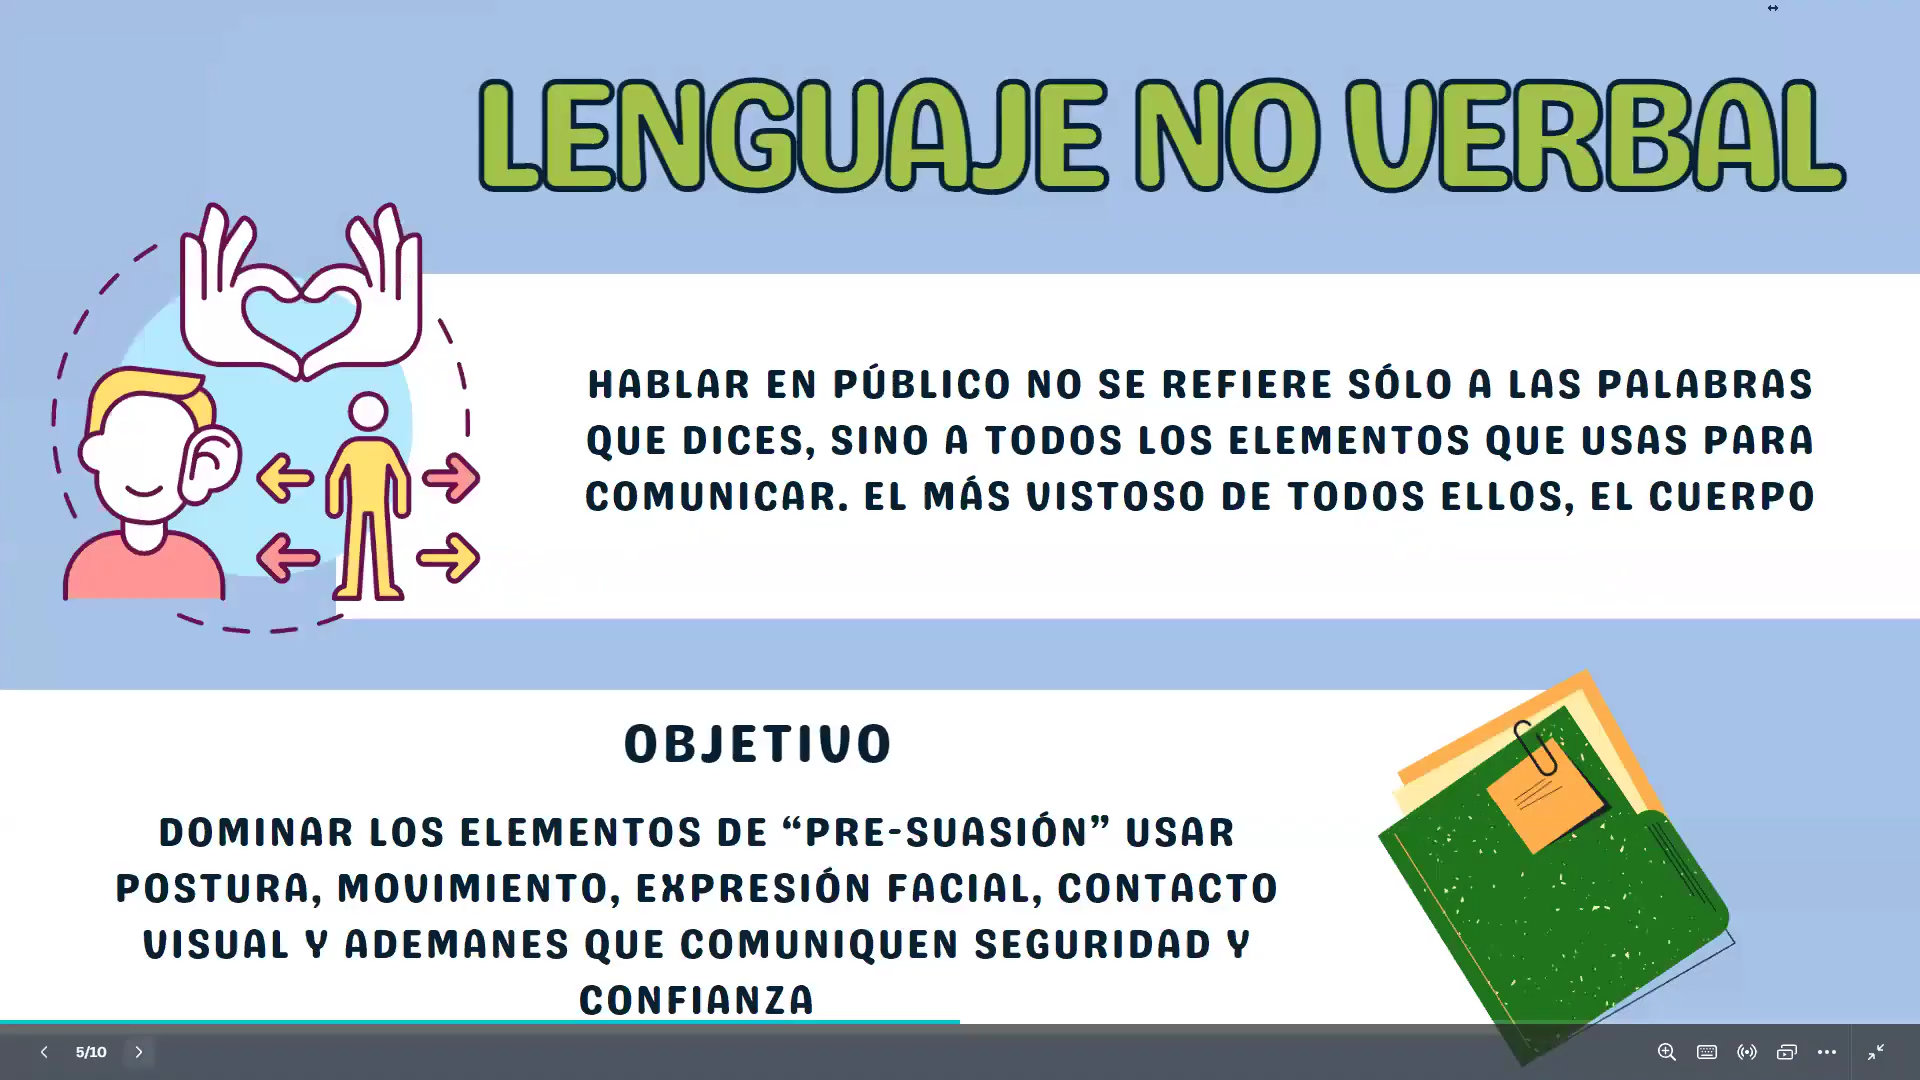 LENGUAJE NO VERBAL
HABLAR EN PÚBLICO NO SE REFIERE SÓLO A LAS PALABRAS
QUE DICES, SINO A TODOS LOS ELEMENTOS QUE USAS PARA
COMUNICAR. EL MÁS VISTOSO DE TODOS ELLOS, EL CUERPO
OBJETIVO
DOMINAR LOS ELEMENTOS DE “PRE-SUASIÓN” USAR
POSTURA, MOVIMIENTO, EXPRESIÓN FACIAL, CONTACTO
VISUAL Y ADEMANES QUE COMUNIQUEN SEGURIDAD Y
CONFIANZA
5/10